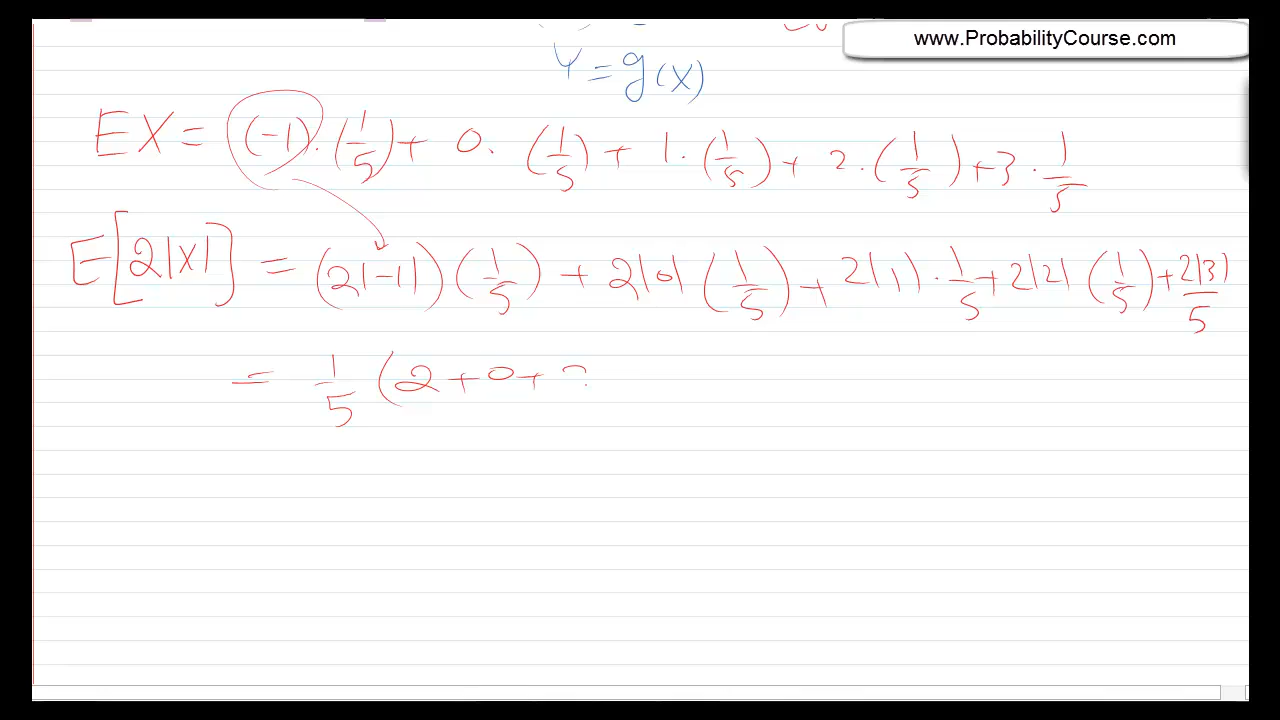 www.ProbabilityCourse.com
Y = g(X)
EX = (-1)·(1/5) + 0·(1/5) + 1·(1/5) + 2·(1/5) + 3·1/5
E[2|X|] = (2|-1|)(1/5) + 2|0|(1/5) + 2|1|·1/5 + 2|2|(1/5) + 2|3|/5
= 1/5 (2 + 0 +